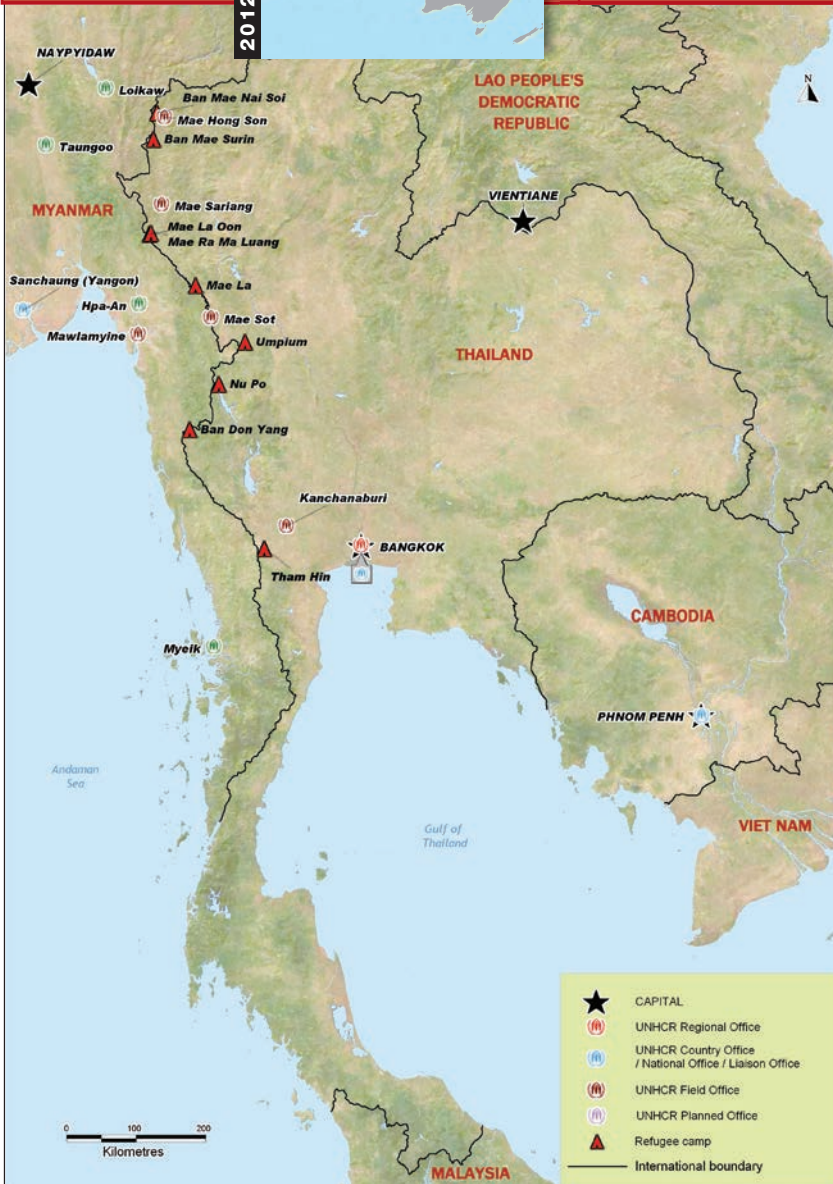 2012
NAYPYIDAW
Loikaw
Ban Mae Nai Soi
Mae Hong Son
Ban Mae Surin
Taungoo
LAO PEOPLE'S
DEMOCRATIC
REPUBLIC
N
VIENTIANE
MYANMAR
Mae Sariang
Mae La Oon
Mae Ra Ma Luang
Sanchaung (Yangon)
Hpa-An
Mae La
Mawlamyine
Mae Sot
Umpium
THAILAND
Nu Po
Ban Don Yang
Kanchanaburi
BANGKOK
Tham Hin
Myeik
CAMBODIA
PHNOM PENH
Andaman
Sea
Gulf of
Thailand
VIET NAM
CAPITAL
UNHCR Regional Office
UNHCR Country Office
/ National Office / Liaison Office
UNHCR Field Office
UNHCR Planned Office
Refugee camp
International boundary
0 100 200
Kilometres
MALAYSIA